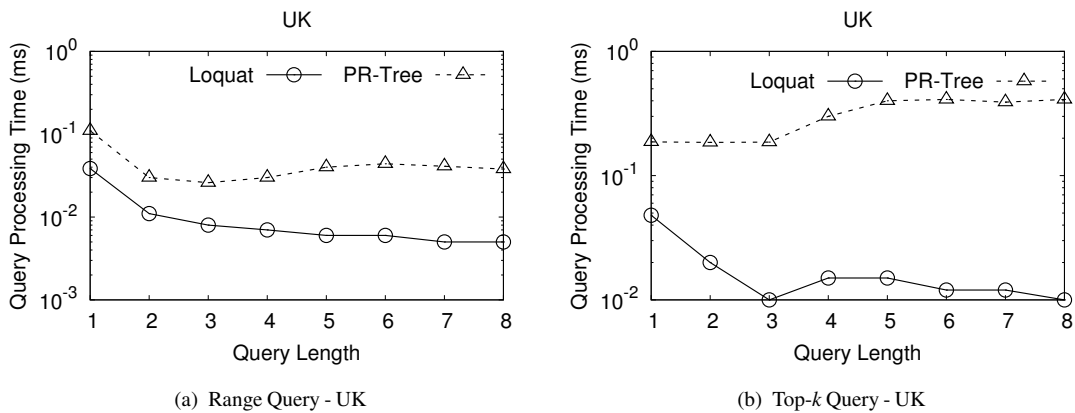 UK
10^0
10^-1
10^-2
10^-3
Query Processing Time (ms)
Loquat PR-Tree
1 2 3 4 5 6 7 8
Query Length
(a) Range Query - UK
UK
10^0
10^-1
10^-2
Query Processing Time (ms)
Loquat PR-Tree
1 2 3 4 5 6 7 8
Query Length
(b) Top-k Query - UK